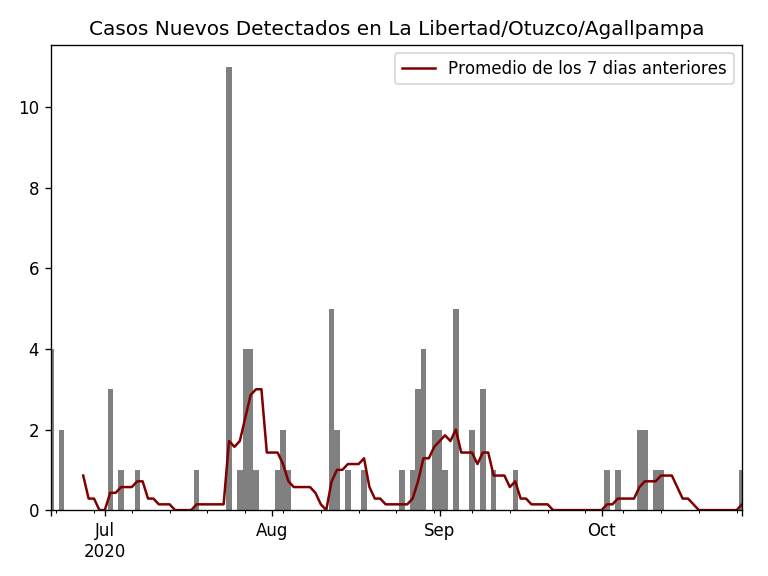 Casos Nuevos Detectados en La Libertad/Otuzco/Agallpampa
Promedio de los 7 dias anteriores
10
8
6
4
2
0
Jul Aug Sep Oct
2020